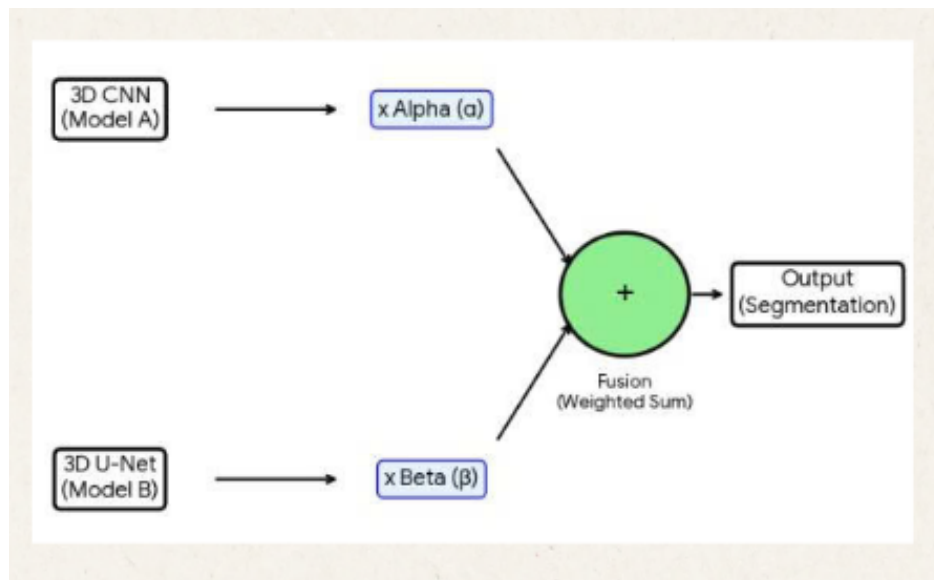 3D CNN
(Model A)
x Alpha (α)
+
Output
(Segmentation)
Fusion
(Weighted Sum)
3D U-Net
(Model B)
x Beta (β)